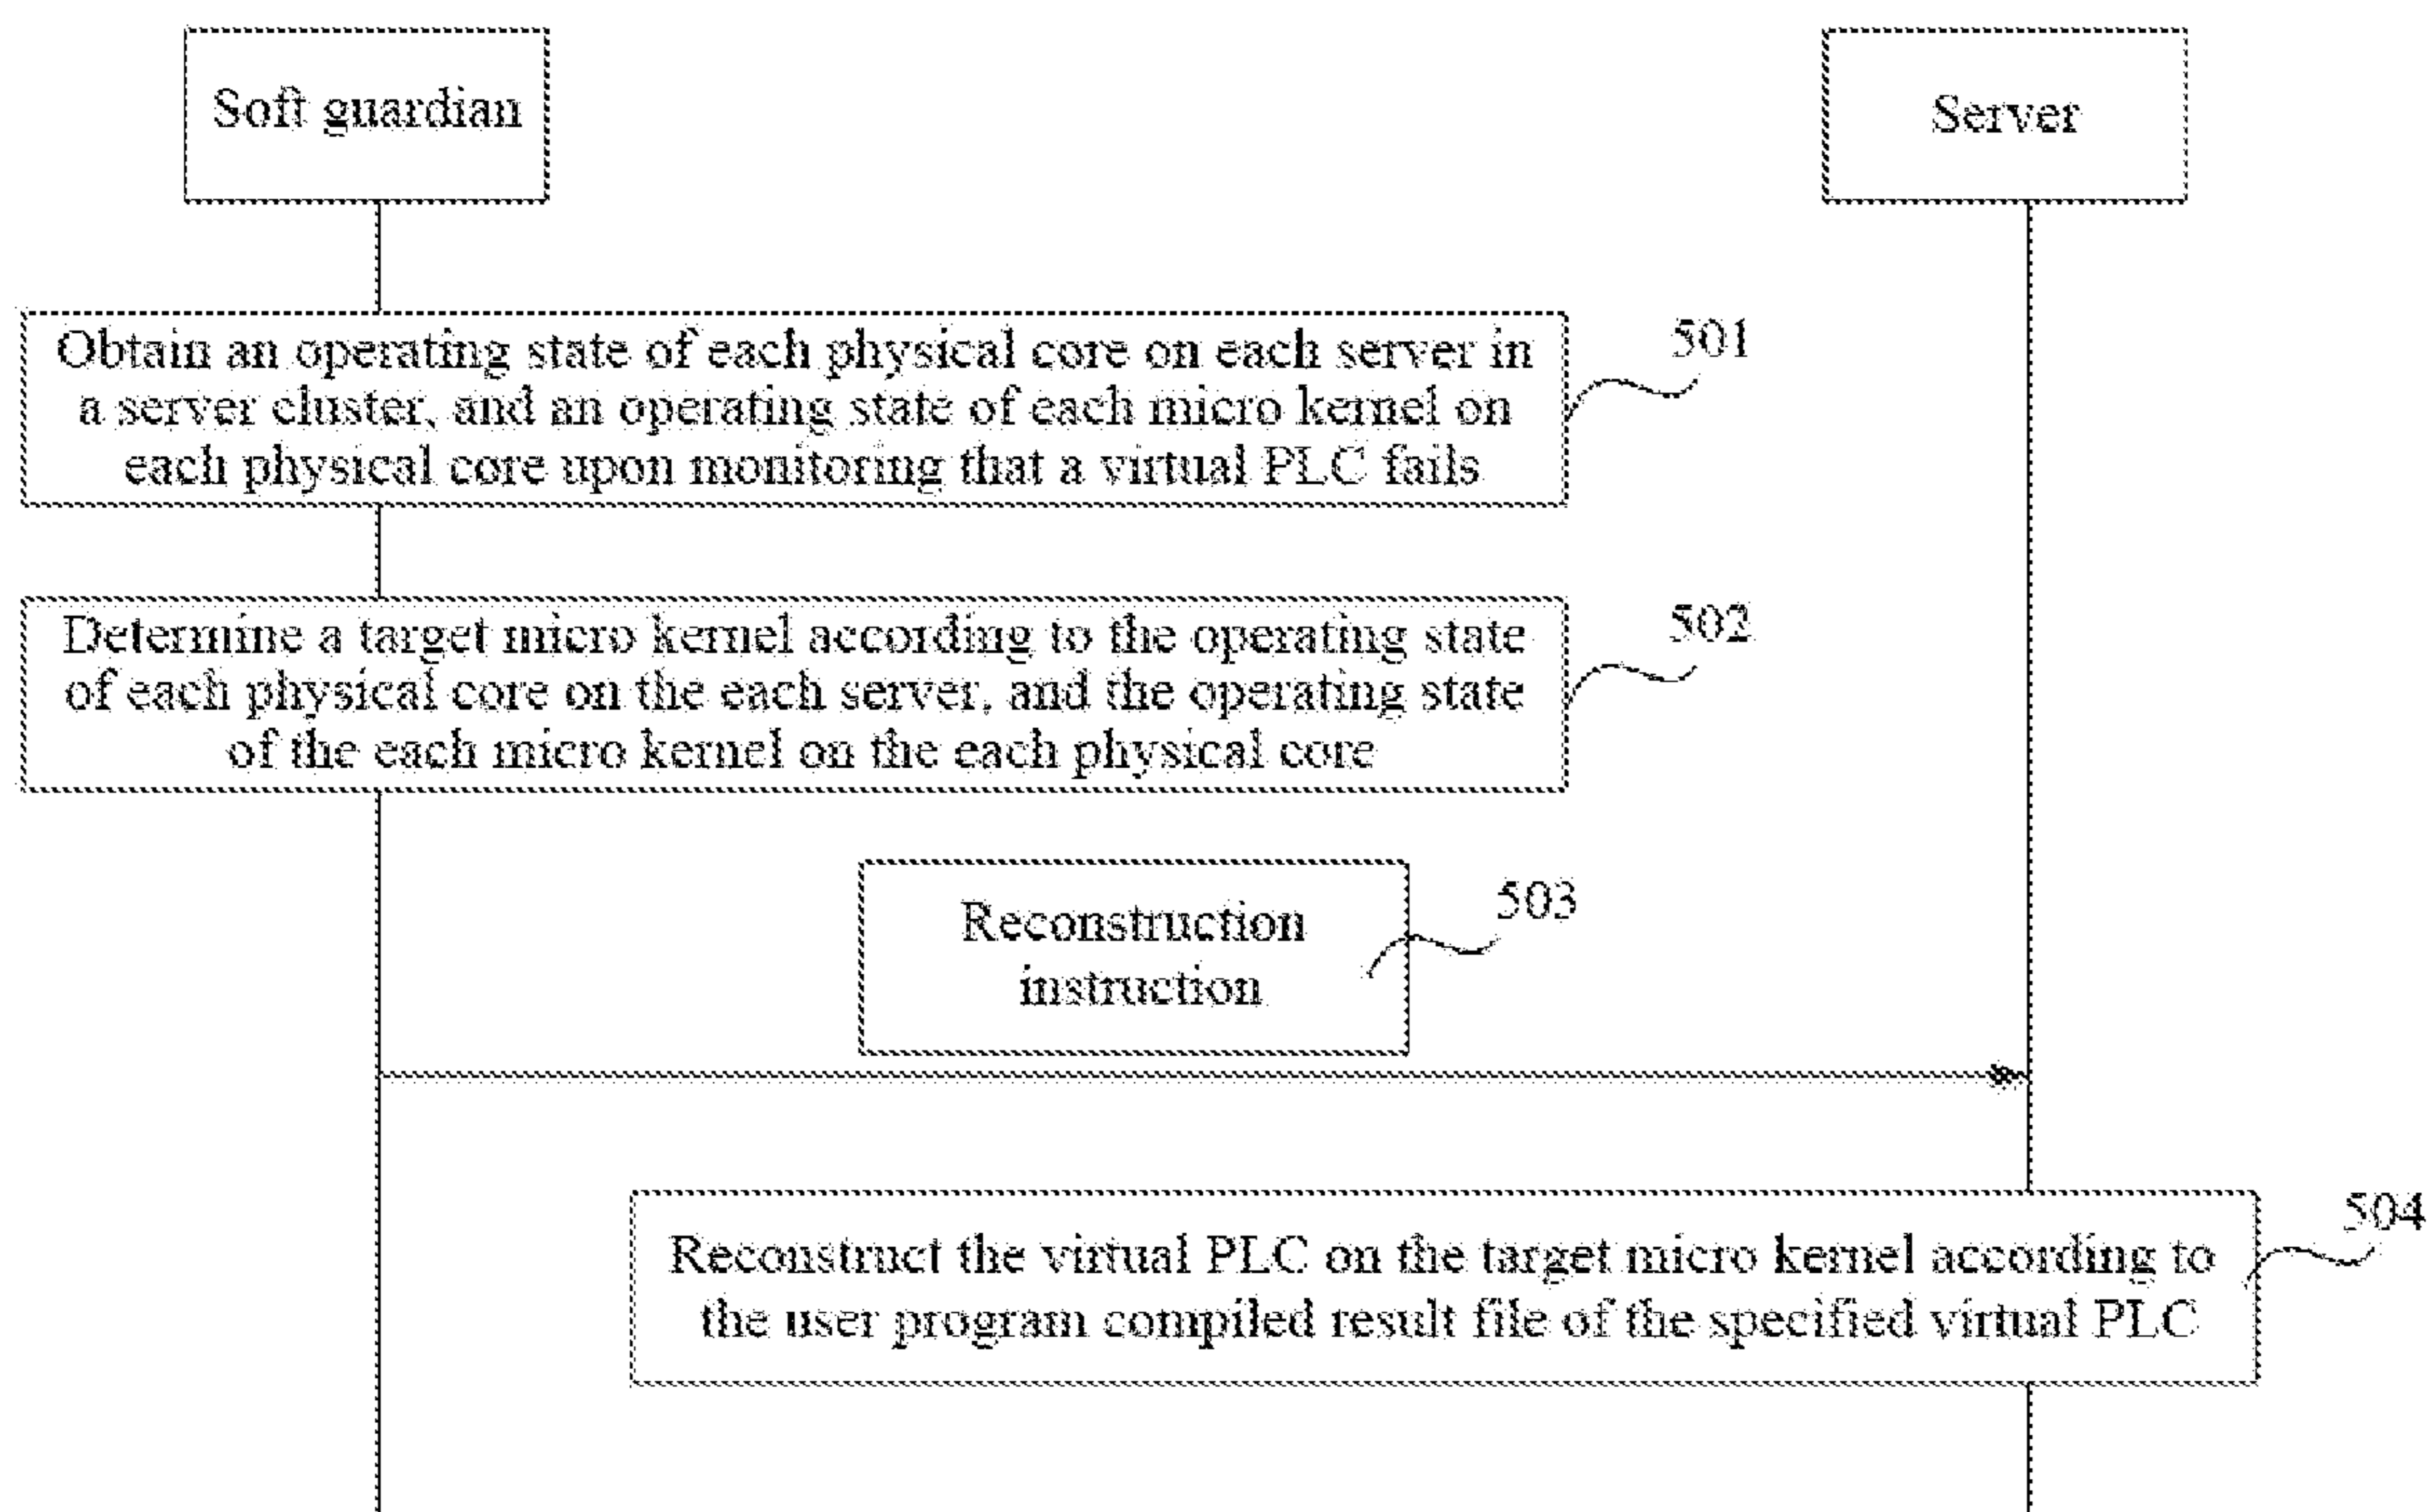 Soft guardian
Server
Obtain an operating state of each physical core on each server in
a server cluster, and an operating state of each micro kernel on
each physical core upon monitoring that a virtual PLC fails
501
Determine a target micro kernel according to the operating state
of each physical core on the each server, and the operating state
of the each micro kernel on the each physical core
502
Reconstruction
instruction
503
Reconstruct the virtual PLC on the target micro kernel according to
the user program compiled result file of the specified virtual PLC
504